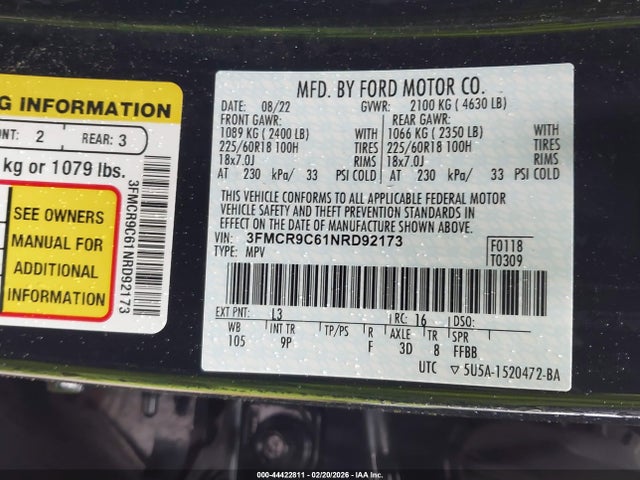 G INFORMATION
NT: 2 REAR: 3
kg or 1079 lbs.
SEE OWNERS
MANUAL FOR
ADDITIONAL
INFORMATION
3FMCR9C61NRD92173
MFD. BY FORD MOTOR CO.
DATE: 08/22 GVWR: 2100 KG ( 4630 LB)
FRONT GAWR: REAR GAWR:
1089 KG ( 2400 LB) WITH 1066 KG ( 2350 LB) WITH
225/60R18 100H TIRES 225/60R18 100H TIRES
18x7.0J RIMS 18x7.0J RIMS
AT 230 kPa/ 33 PSI COLD AT 230 kPa/ 33 PSI COLD
THIS VEHICLE CONFORMS TO ALL APPLICABLE FEDERAL MOTOR
VEHICLE SAFETY AND THEFT PREVENTION STANDARDS IN
EFFECT ON THE DATE OF MANUFACTURE SHOWN ABOVE.
VIN: 3FMCR9C61NRD92173 F0118
TYPE: MPV T0309
EXT PNT: L3 RC: 16 DSO:
WB INT TR TP/PS R AXLE TR SPR
105 9P F 3D 8 FFBB
UTC ▽5U5A-1520472-BA
000-44422811 - 02/20/2026 - IAAI.CA